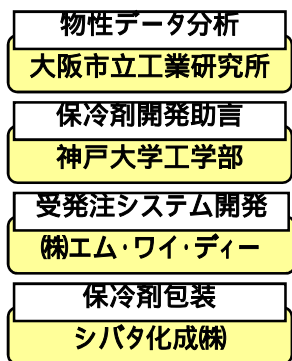 物性データ分析
大阪市立工業研究所
保冷剤開発助言
神戸大学工学部
受発注システム開発
㈱エム・ワイ・ディー
保冷剤包装
シバタ化成㈱